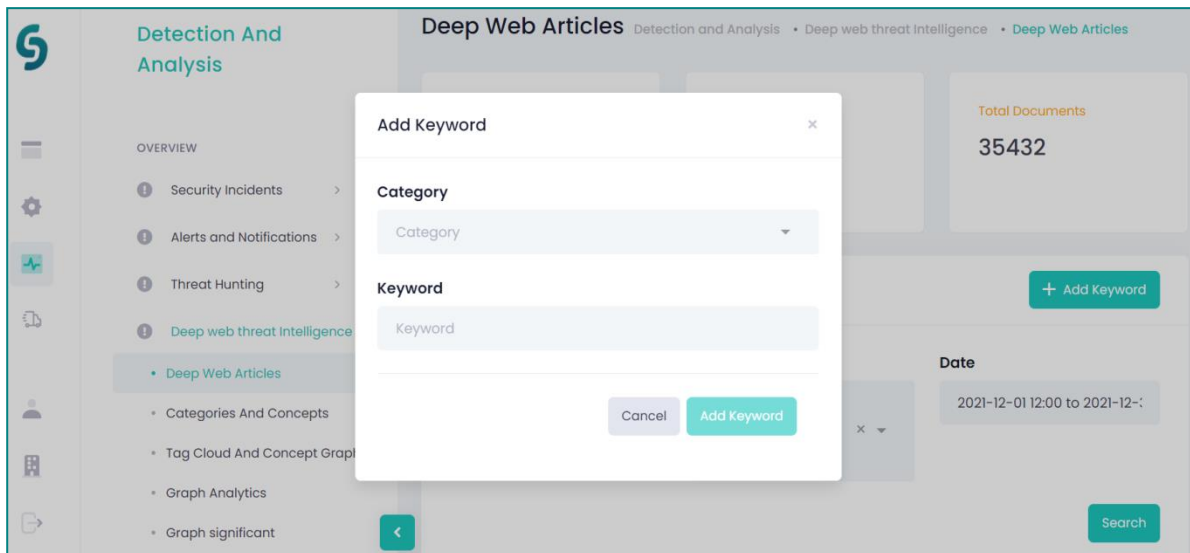 Detection And
Analysis
OVERVIEW
Security Incidents
Alerts and Notifications
Threat Hunting
Deep web threat Intelligence
Deep Web Articles
Categories And Concepts
Tag Cloud And Concept Grap
Graph Analytics
Graph significant
Deep Web Articles Detection and Analysis • Deep web threat Intelligence • Deep Web Articles
Total Documents
35432
+ Add Keyword
Date
2021-12-01 12:00 to 2021-12-
Search
Add Keyword ×
Category
Category
Keyword
Keyword
Cancel Add Keyword